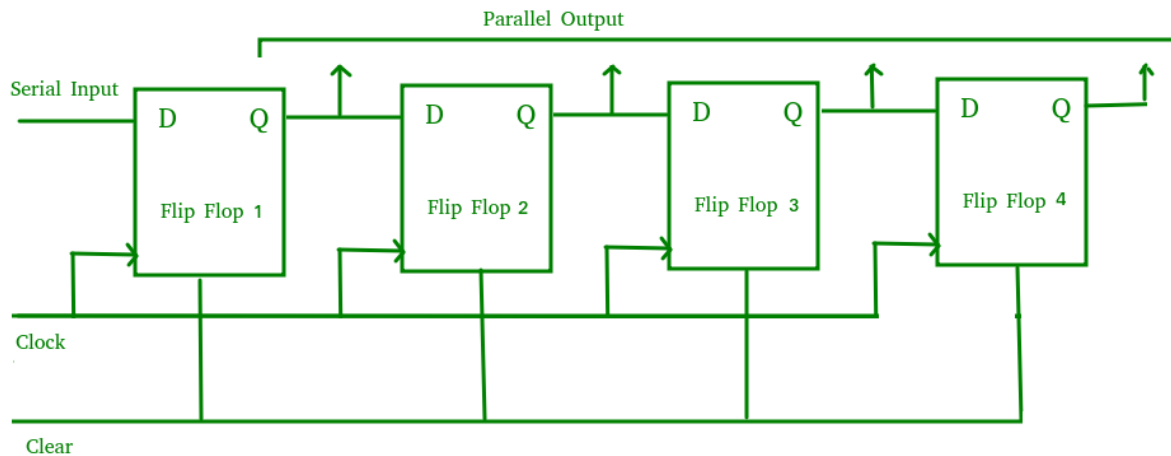 Parallel Output
Serial Input
D Q
D Q
D Q
D Q
Flip Flop 1
Flip Flop 2
Flip Flop 3
Flip Flop 4
Clock
Clear